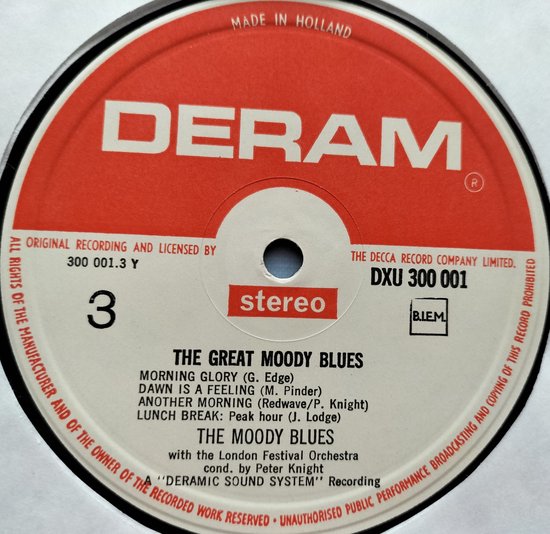 MADE IN HOLLAND
DERAM
R
ORIGINAL RECORDING AND LICENSED BY
THE DECCA RECORD COMPANY LIMITED.
300 001.3 Y
DXU 300 001
3
stereo
B.I.E.M.
THE GREAT MOODY BLUES
MORNING GLORY (G. Edge)
DAWN IS A FEELING (M. Pinder)
ANOTHER MORNING (Redwave/P. Knight)
LUNCH BREAK: Peak hour (J. Lodge)
THE MOODY BLUES
with the London Festival Orchestra
cond. by Peter Knight
A "DERAMIC SOUND SYSTEM" Recording
ALL RIGHTS OF THE MANUFACTURER AND OF THE OWNER OF THE RECORDED WORK RESERVED • UNAUTHORISED PUBLIC PERFORMANCE BROADCASTING AND COPYING OF THIS RECORD PROHIBITED